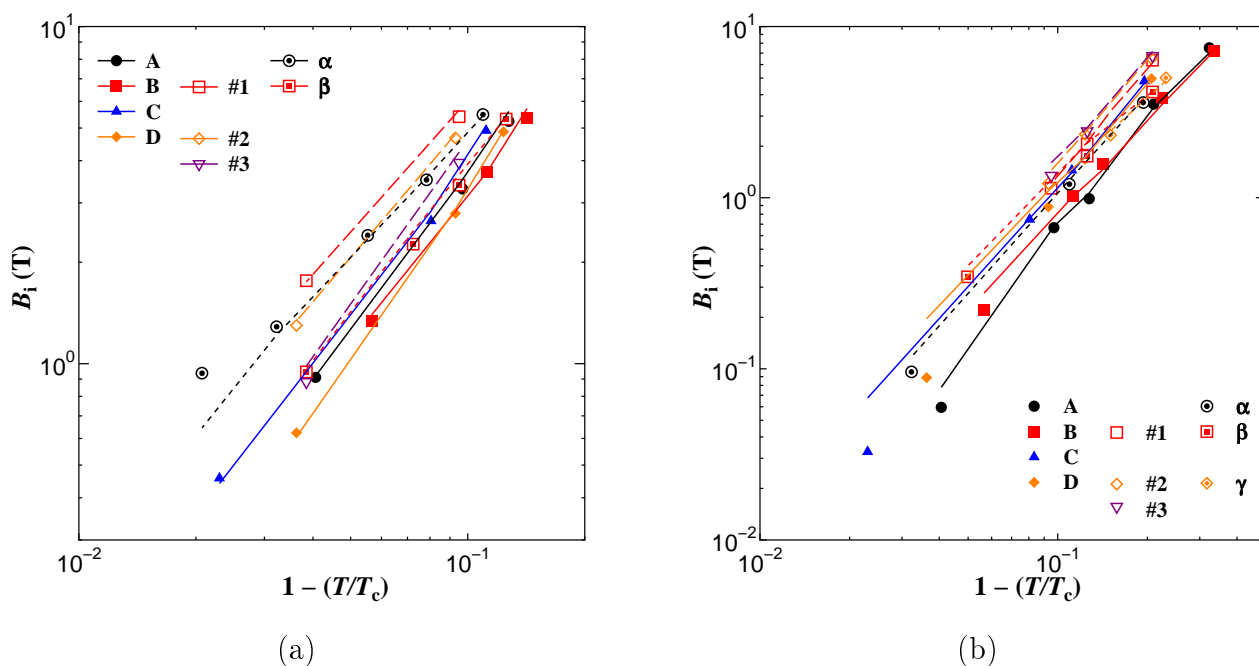 10^1
A
B
C
D
#1
#2
#3
α
β
B_i (T)
10^0
10^-2
10^-1
1 − (T/T_c)
(a)
10^1
10^0
B_i (T)
10^-1
A
B
C
D
#1
#2
#3
α
β
γ
10^-2
10^-2
10^-1
1 − (T/T_c)
(b)